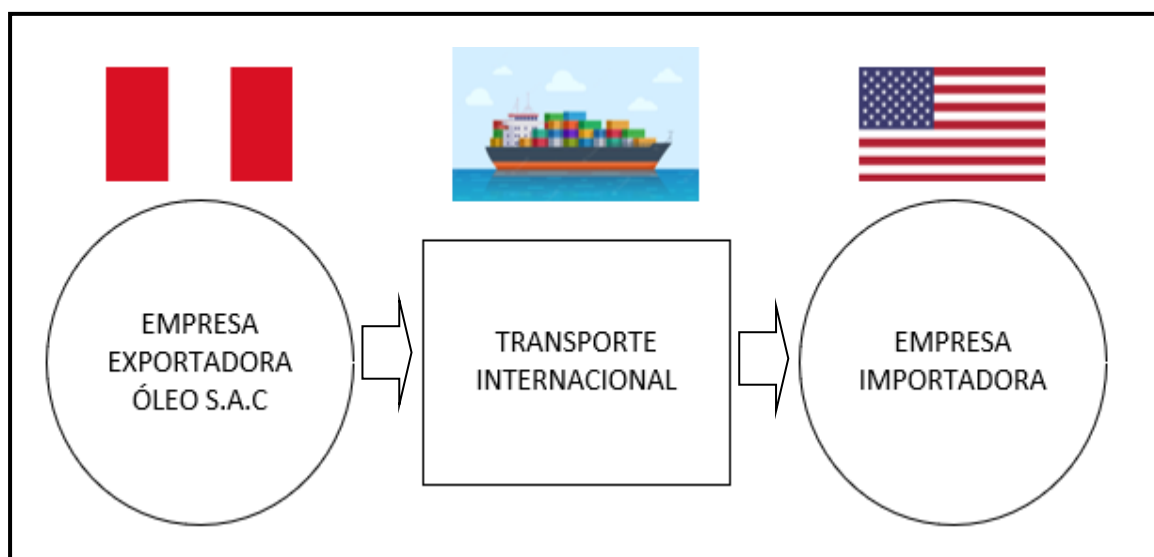 EMPRESA
EXPORTADORA
ÓLEO S.A.C
TRANSPORTE
INTERNACIONAL
EMPRESA
IMPORTADORA